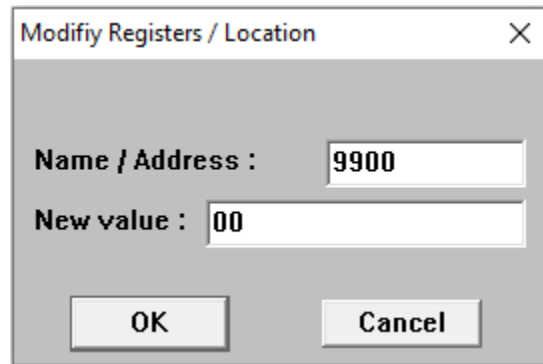 Modifiy Registers / Location
Name / Address : 9900
New value : 00
OK Cancel